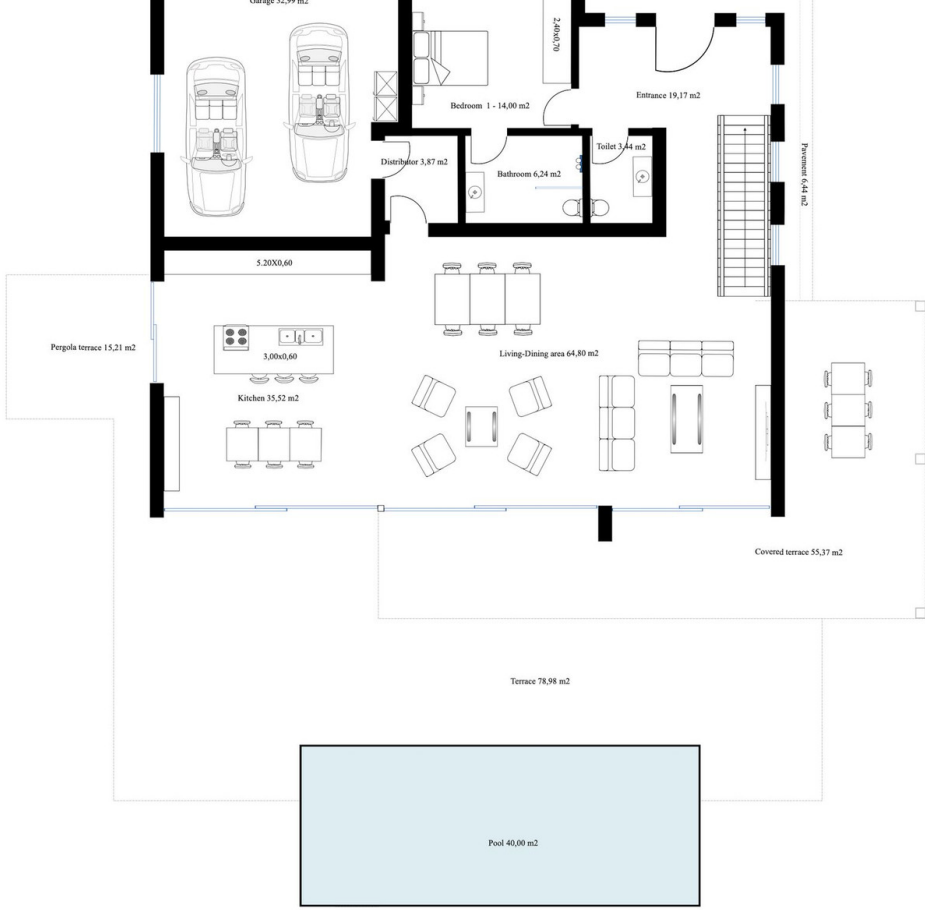 Garage 32,99 m2
2,40x0,70
Bedroom 1 - 14,00 m2
Entrance 19,17 m2
Toilet 3,44 m2
Distributor 3,87 m2
Bathroom 6,24 m2
Pavement 6,44 m2
5.20X0,60
Pergola terrace 15,21 m2
3,00x0,60
Living-Dining area 64,80 m2
Kitchen 35,52 m2
Covered terrace 55,37 m2
Terrace 78,98 m2
Pool 40,00 m2